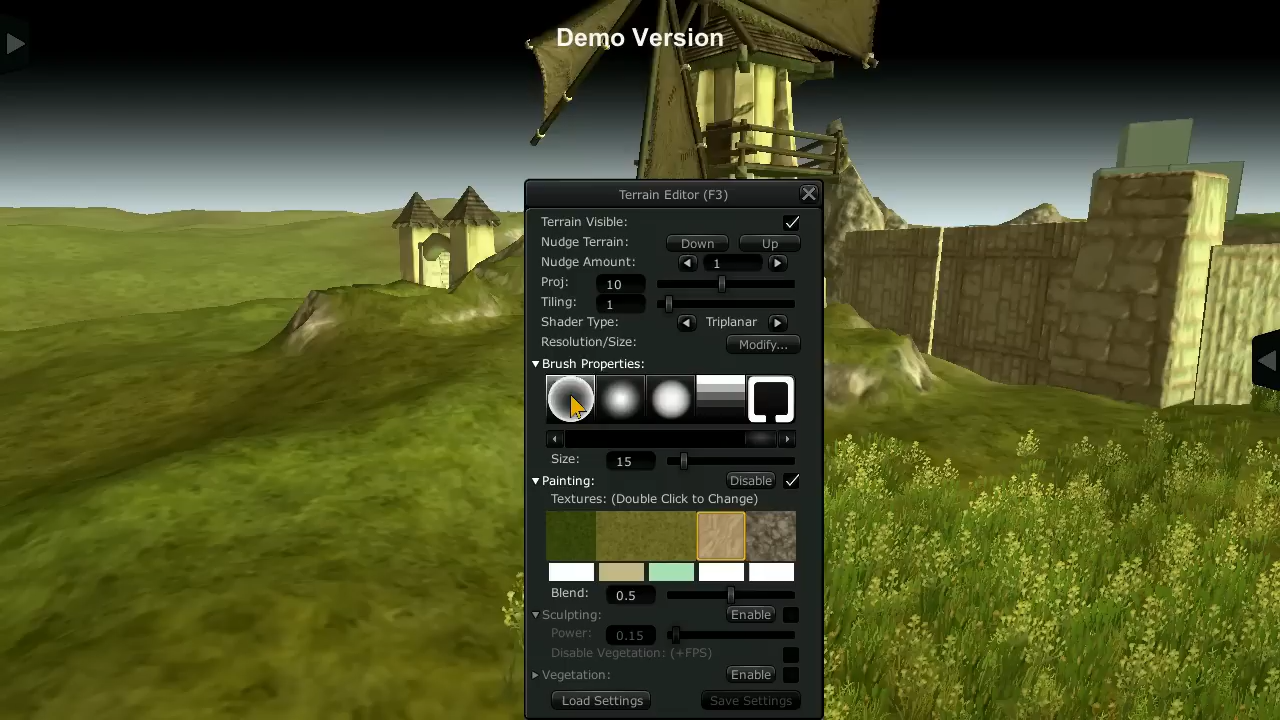 Demo Version
Terrain Editor (F3)
Terrain Visible:
Nudge Terrain: Down Up
Nudge Amount: 1
Proj: 10
Tiling: 1
Shader Type: Triplanar
Resolution/Size: Modify...
Brush Properties:
Size: 15
Painting: Disable
Textures: (Double Click to Change)
Blend: 0.5
Sculpting: Enable
Power: 0.15
Disable Vegetation: (+FPS)
Vegetation: Enable
Load Settings Save Settings